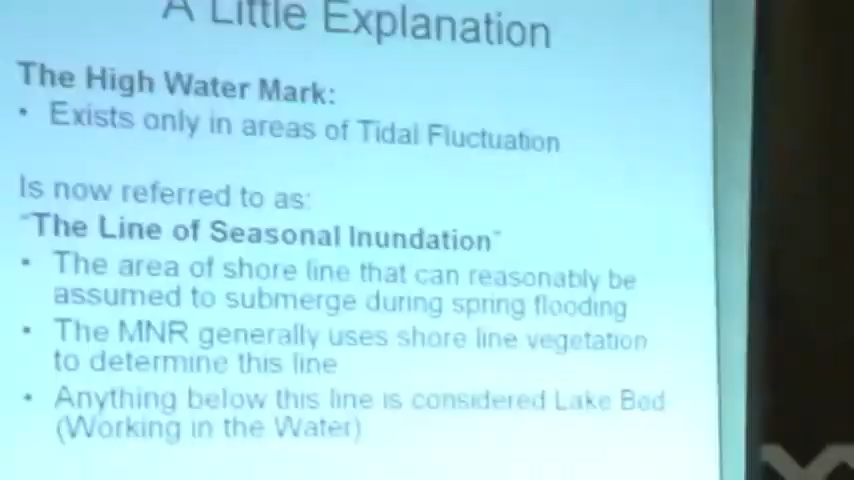 A Little Explanation
The High Water Mark:
• Exists only in areas of Tidal Fluctuation
Is now referred to as:
"The Line of Seasonal Inundation"
• The area of shore line that can reasonably be
assumed to submerge during spring flooding
• The MNR generally uses shore line vegetation
to determine this line
• Anything below this line is considered Lake Bed
(Working in the Water)